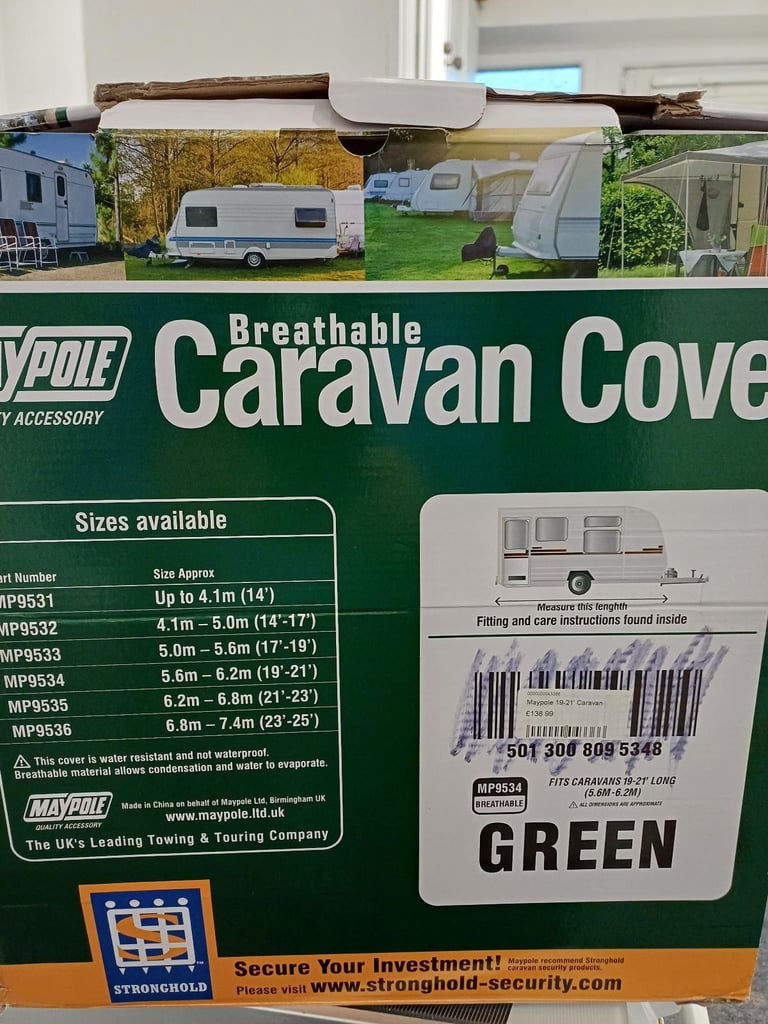 Breathable
Caravan Cove
AYPOLE
TY ACCESSORY
Sizes available
art Number Size Approx
MP9531 Up to 4.1m (14')
MP9532 4.1m – 5.0m (14'-17')
MP9533 5.0m – 5.6m (17'-19')
MP9534 5.6m – 6.2m (19'-21')
MP9535 6.2m – 6.8m (21'-23')
MP9536 6.8m – 7.4m (23'-25')
This cover is water resistant and not waterproof.
Breathable material allows condensation and water to evaporate.
MAYPOLE
QUALITY ACCESSORY
Made in China on behalf of Maypole Ltd, Birmingham UK
www.maypole.ltd.uk
The UK's Leading Towing & Touring Company
Measure this lenghth
Fitting and care instructions found inside
Maypole 19-21' Caravan
£138.99
501 300 809 5348
MP9534
BREATHABLE
FITS CARAVANS 19-21' LONG
(5.6M-6.2M)
ALL DIMENSIONS ARE APPROXIMATE
GREEN
S
STRONGHOLD
TM
Secure Your Investment!
Maypole recommend Stronghold
caravan security products.
Please visit www.stronghold-security.com